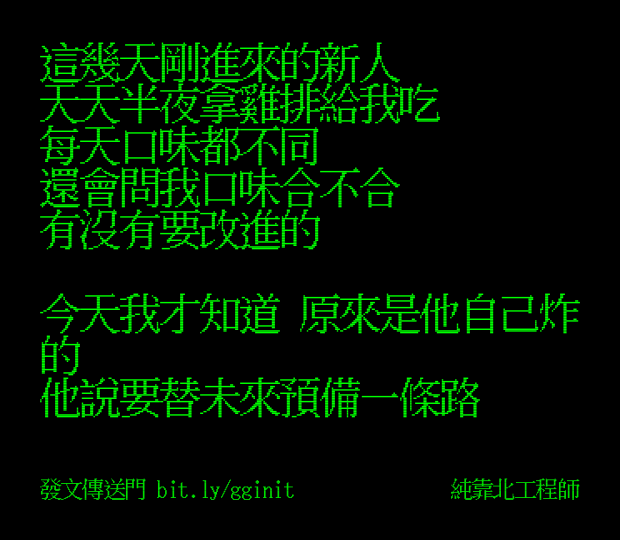 這幾天剛進來的新人
天天半夜拿雞排給我吃
每天口味都不同
還會問我口味合不合
有沒有要改進的
今天我才知道 原來是他自己炸
的
他說要替未來預備一條路
發文傳送門 bit.ly/gginit
純靠北工程師